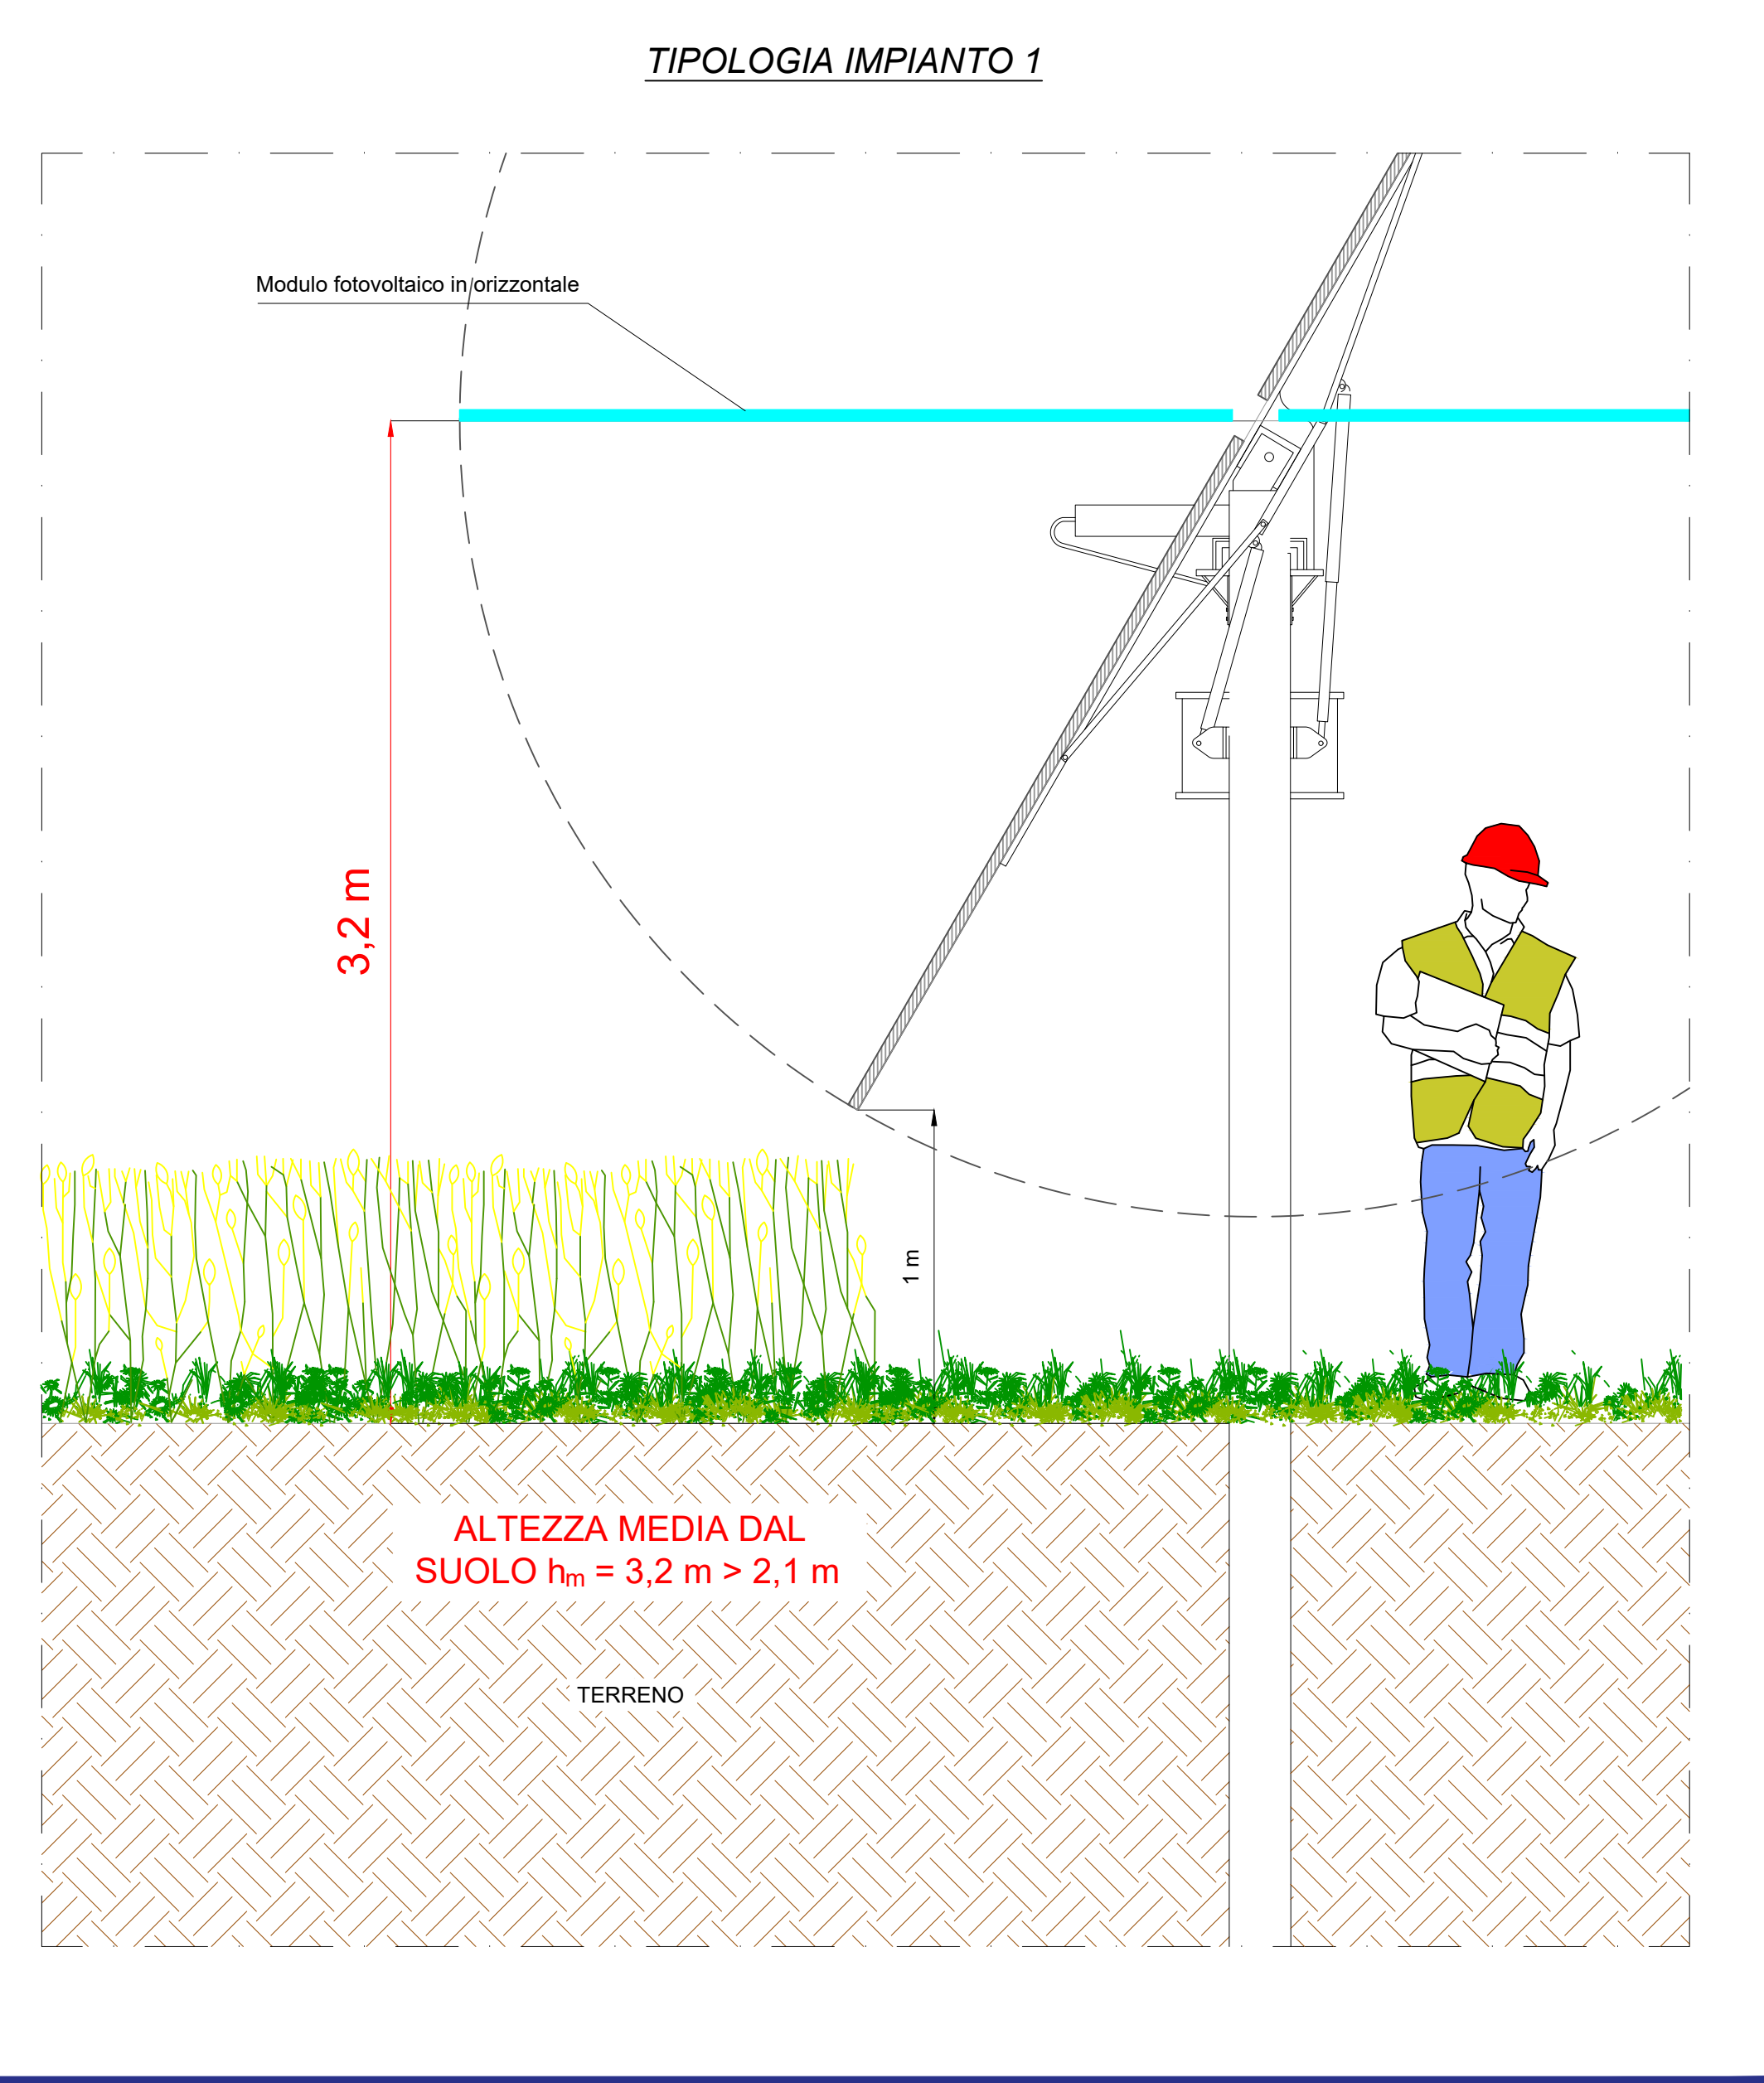 TIPOLOGIA IMPIANTO 1
Modulo fotovoltaico in orizzontale
3,2 m
1 m
ALTEZZA MEDIA DAL
SUOLO hm = 3,2 m > 2,1 m
TERRENO